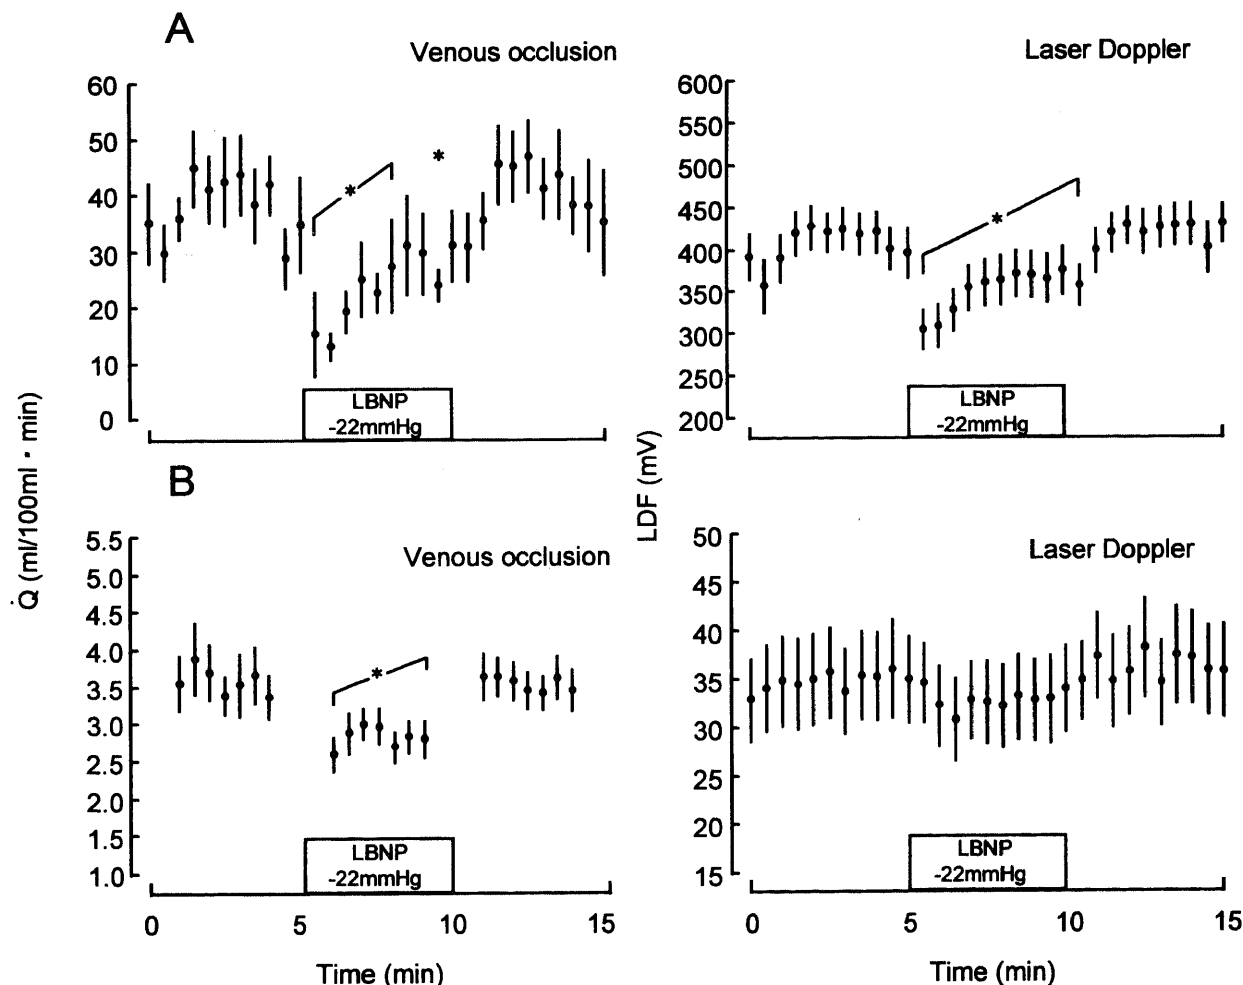 A
Venous occlusion
60
50
40
30
20
10
0
*
*
LBNP
-22mmHg
Laser Doppler
600
550
500
450
400
350
300
250
200
*
LBNP
-22mmHg
Q̇ (ml/100ml · min)
LDF (mV)
B
Venous occlusion
5.5
5.0
4.5
4.0
3.5
3.0
2.5
2.0
1.5
1.0
*
LBNP
-22mmHg
0
5
10
15
Time (min)
Laser Doppler
50
45
40
35
30
25
20
15
LBNP
-22mmHg
0
5
10
15
Time (min)